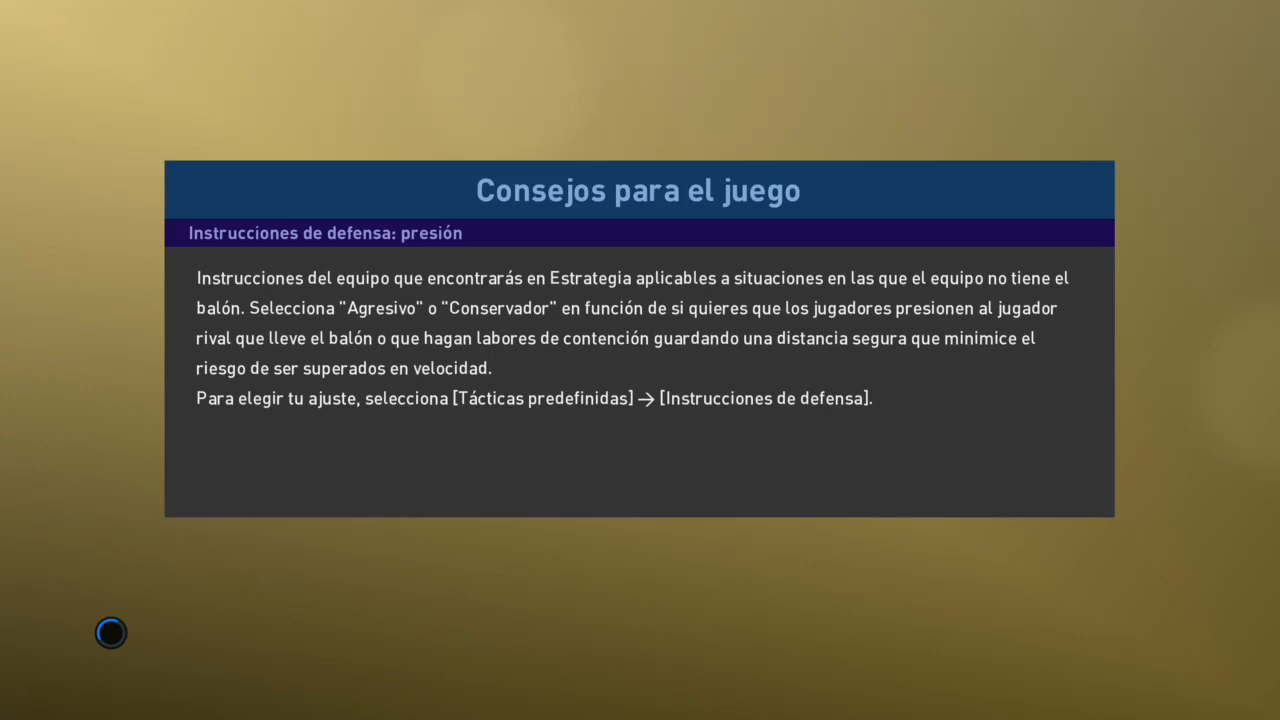 Consejos para el juego
Instrucciones de defensa: presión
Instrucciones del equipo que encontrarás en Estrategia aplicables a situaciones en las que el equipo no tiene el
balón. Selecciona "Agresivo" o "Conservador" en función de si quieres que los jugadores presionen al jugador
rival que lleve el balón o que hagan labores de contención guardando una distancia segura que minimice el
riesgo de ser superados en velocidad.
Para elegir tu ajuste, selecciona [Tácticas predefinidas] → [Instrucciones de defensa].